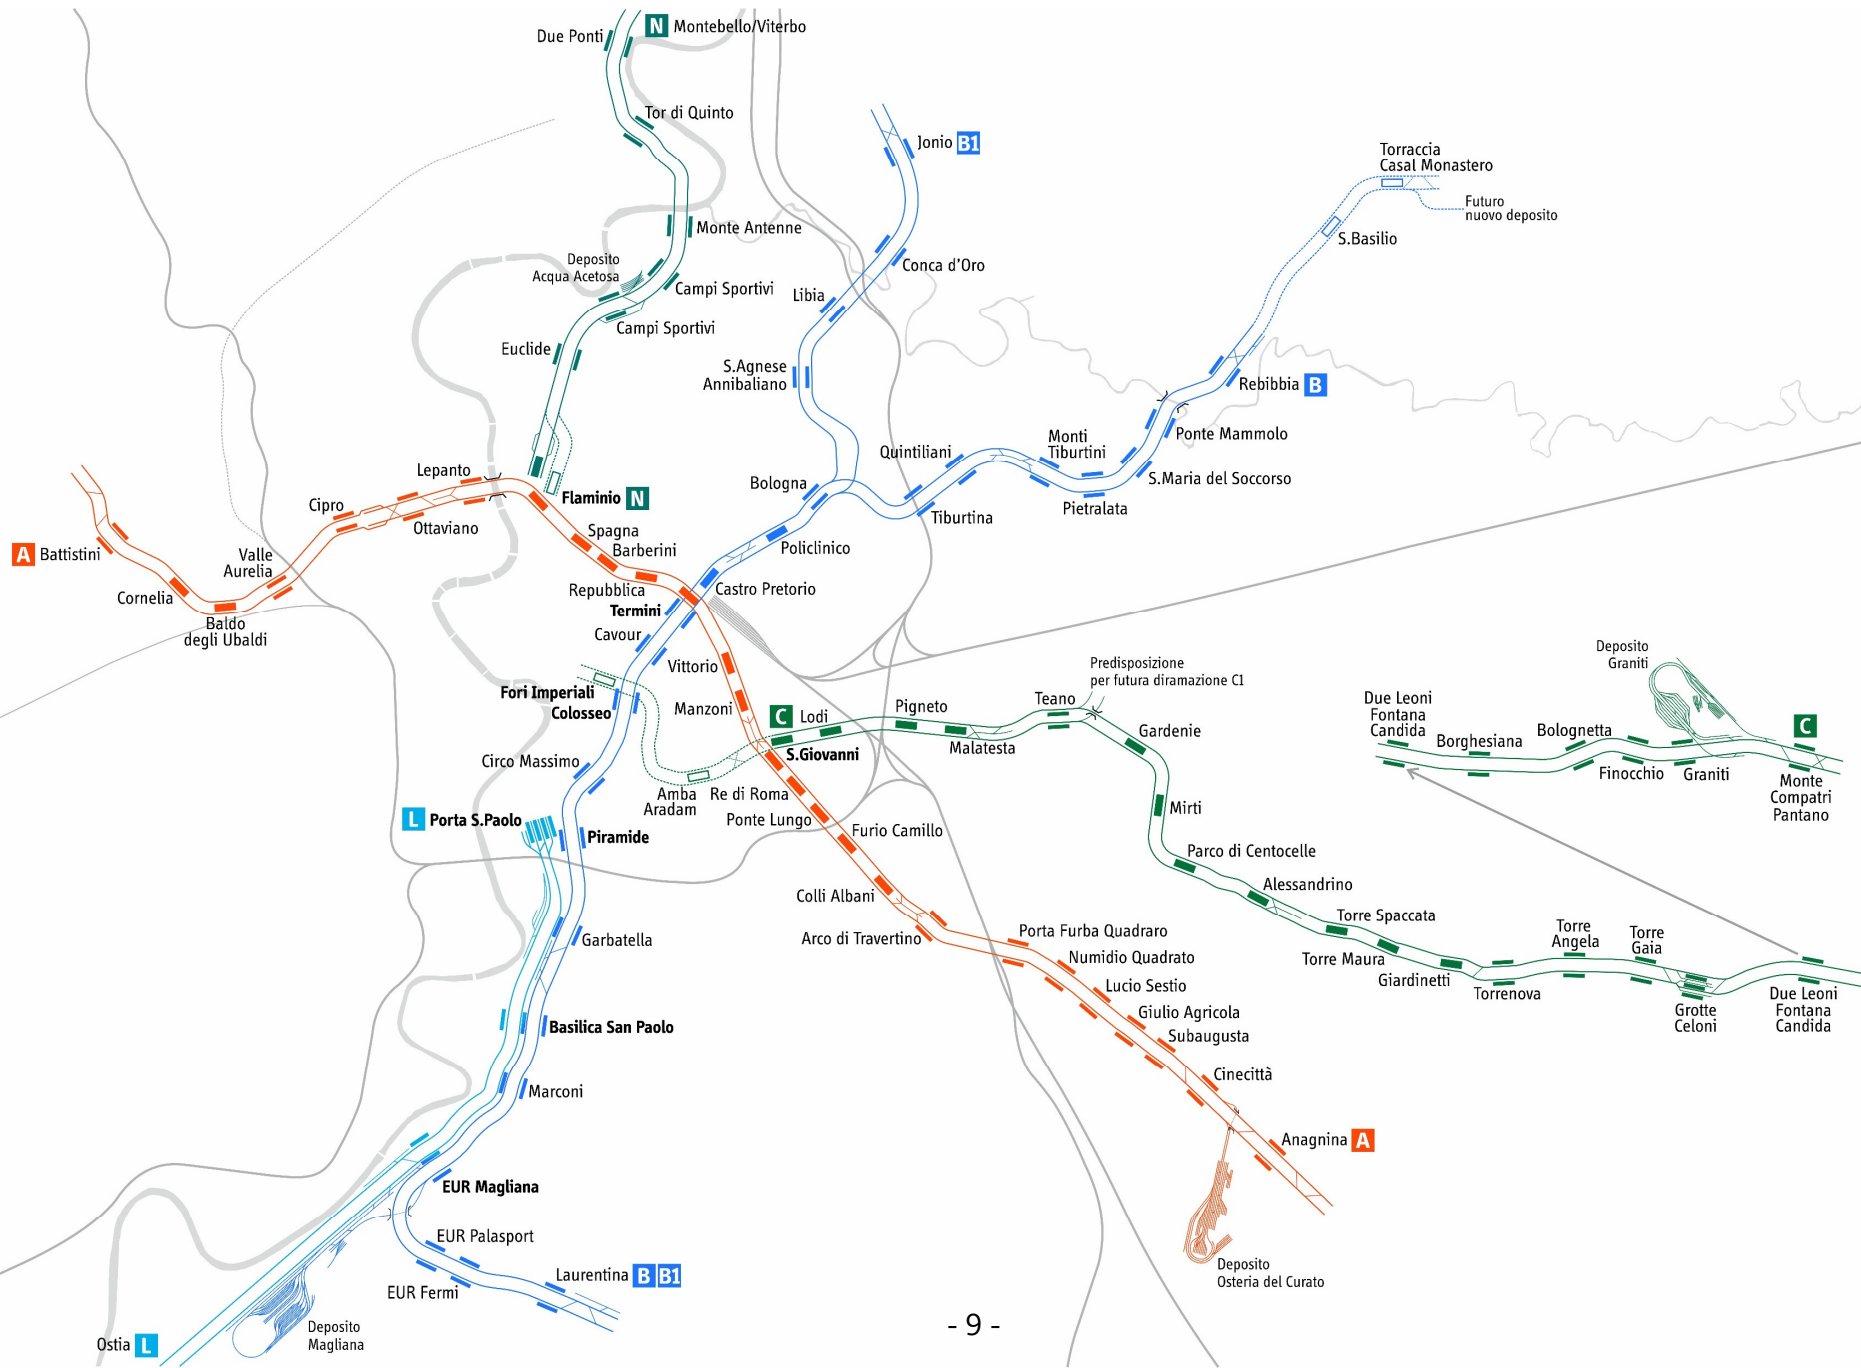 Due Ponti
N Montebello/Viterbo
Tor di Quinto
Jonio B1
Torraccia
Casal Monastero
Futuro
nuovo deposito
S.Basilio
Monte Antenne
Deposito
Acqua Acetosa
Campi Sportivi
Campi Sportivi
Conca d'Oro
Libia
Euclide
S.Agnese
Annibaliano
Rebibbia B
Ponte Mammolo
Monti
Tiburtini
Quintiliani
S.Maria del Soccorso
Pietralata
Tiburtina
Bologna
Policlinico
Castro Pretorio
Lepanto
Flaminio N
Cipro
Ottaviano
Spagna
Barberini
Repubblica
Termini
A Battistini
Valle
Aurelia
Cornelia
Baldo
degli Ubaldi
Cavour
Vittorio
Manzoni
Fori Imperiali
Colosseo
C Lodi
S.Giovanni
Pigneto
Malatesta
Teano
Predisposizione
per futura diramazione C1
Gardenie
Mirti
Deposito
Graniti
Due Leoni
Fontana
Candida
Borghesiana
Bolognetta
Finocchio
Graniti
C
Monte
Compatri
Pantano
Circo Massimo
Amba
Aradam
Re di Roma
Ponte Lungo
Furio Camillo
L Porta S.Paolo
Piramide
Parco di Centocelle
Alessandrino
Torre Spaccata
Torre Maura
Giardinetti
Torrenova
Torre
Angela
Torre
Gaia
Grotte
Celoni
Due Leoni
Fontana
Candida
Colli Albani
Arco di Travertino
Porta Furba Quadraro
Numidio Quadrato
Lucio Sestio
Giulio Agricola
Subaugusta
Cinecittà
Anagnina A
Deposito
Osteria del Curato
Garbatella
Basilica San Paolo
Marconi
EUR Magliana
EUR Palasport
EUR Fermi
Laurentina B B1
Deposito
Magliana
Ostia L
- 9 -